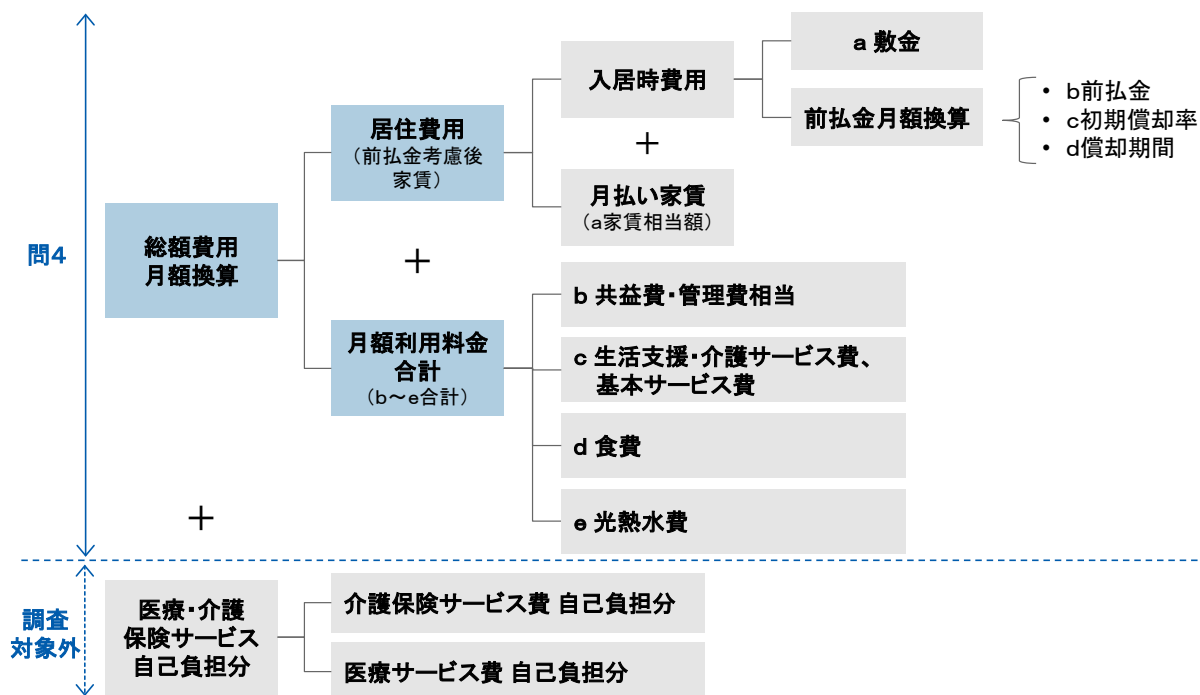 問4
総額費用
月額換算
居住費用
(前払金考慮後
家賃)
入居時費用
a 敷金
前払金月額換算
• b前払金
• c初期償却率
• d償却期間
＋
月払い家賃
(a家賃相当額)
＋
月額利用料金
合計
(b～e合計)
b 共益費・管理費相当
c 生活支援・介護サービス費、
基本サービス費
d 食費
e 光熱水費
＋
調査
対象外
医療・介護
保険サービス
自己負担分
介護保険サービス費 自己負担分
医療サービス費 自己負担分